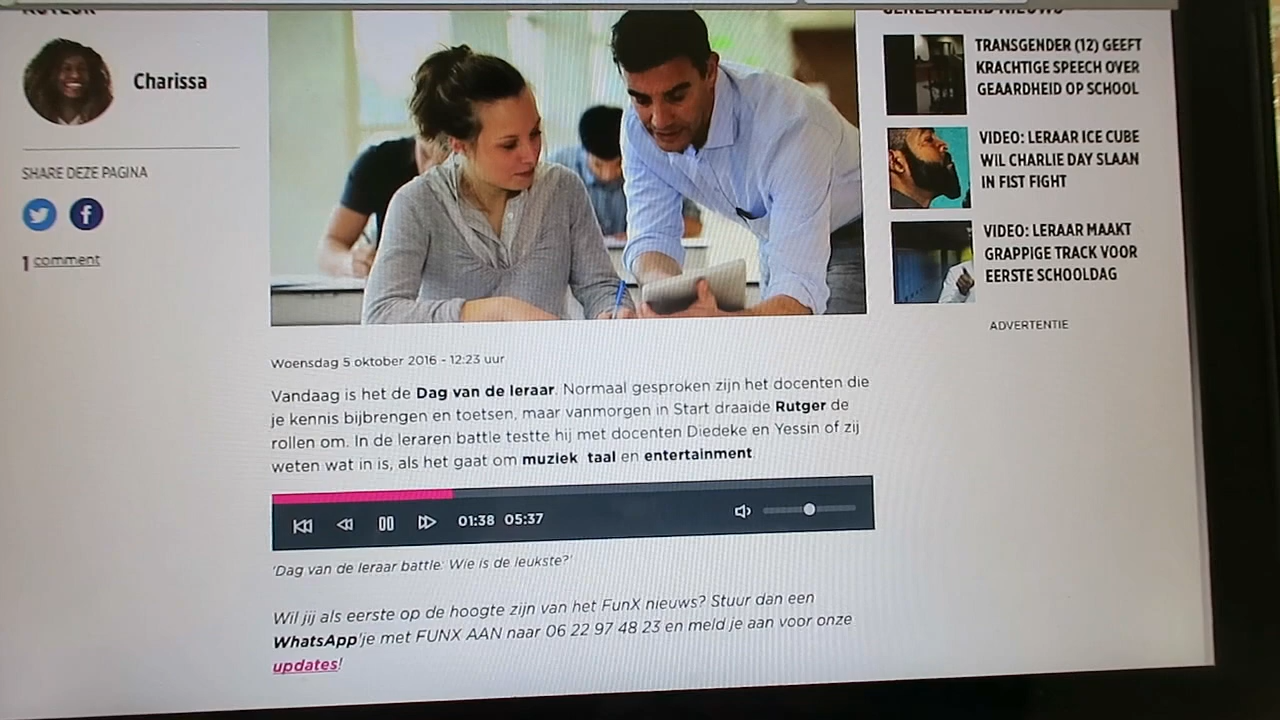 AUTEUR
Charissa
SHARE DEZE PAGINA
1 comment
Woensdag 5 oktober 2016 - 12:23 uur
Vandaag is het de Dag van de leraar. Normaal gesproken zijn het docenten die
je kennis bijbrengen en toetsen, maar vanmorgen in Start draaide Rutger de
rollen om. In de leraren battle testte hij met docenten Diedeke en Yessin of zij
weten wat in is, als het gaat om muziek taal en entertainment
01:38 05:37
'Dag van de leraar battle: Wie is de leukste?'
Wil jij als eerste op de hoogte zijn van het FunX nieuws? Stuur dan een
WhatsApp'je met FUNX AAN naar 06 22 97 48 23 en meld je aan voor onze
updates!
GERELATEERD NIEUWS
TRANSGENDER (12) GEEFT
KRACHTIGE SPEECH OVER
GEAARDHEID OP SCHOOL
VIDEO: LERAAR ICE CUBE
WIL CHARLIE DAY SLAAN
IN FIST FIGHT
VIDEO: LERAAR MAAKT
GRAPPIGE TRACK VOOR
EERSTE SCHOOLDAG
ADVERTENTIE